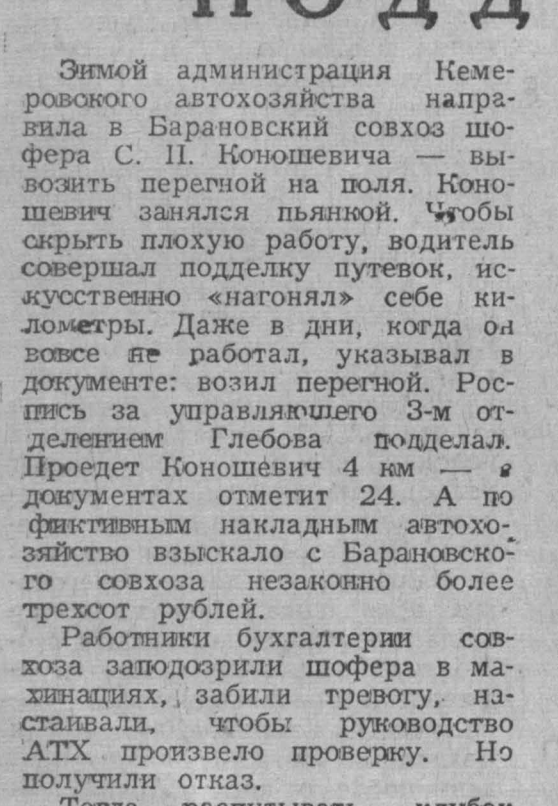 ПОДД
Зимой администрация Кеме-
ровского автохозяйства напра-
вила в Барановский совхоз шо-
фера С. П. Коношевича — вы-
возить перегной на поля. Коно-
шевич занялся пьянкой. Чтобы
скрыть плохую работу, водитель
совершал подделку путевок, ис-
кусственно «нагонял» себе ки-
лометры. Даже в дни, когда он
вовсе не работал, указывал в
документе: возил перегной. Рос-
пись за управляющего 3-м от-
делением Глебова подделал.
Проедет Коношевич 4 км — в
документах отметит 24. А по
фиктивным накладным автохо-
зяйство взыскало с Барановско-
го совхоза незаконно более
трехсот рублей.
Работники бухгалтерии сов-
хоза заподозрили шофера в ма-
хинациях, забили тревогу, на-
стаивали, чтобы руководство
АТХ произвело проверку. Но
получили отказ.